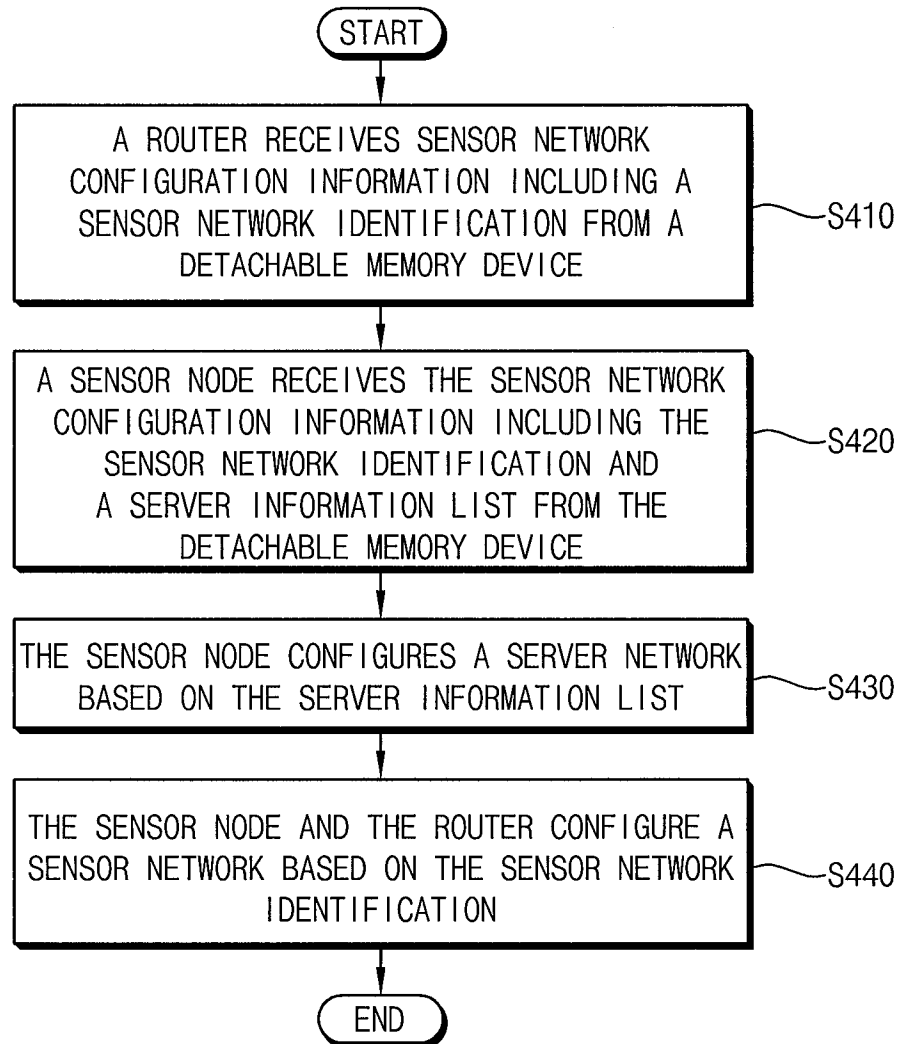 START
A ROUTER RECEIVES SENSOR NETWORK
CONFIGURATION INFORMATION INCLUDING A
SENSOR NETWORK IDENTIFICATION FROM A
DETACHABLE MEMORY DEVICE
S410
A SENSOR NODE RECEIVES THE SENSOR NETWORK
CONFIGURATION INFORMATION INCLUDING THE
SENSOR NETWORK IDENTIFICATION AND
A SERVER INFORMATION LIST FROM THE
DETACHABLE MEMORY DEVICE
S420
THE SENSOR NODE CONFIGURES A SERVER NETWORK
BASED ON THE SERVER INFORMATION LIST
S430
THE SENSOR NODE AND THE ROUTER CONFIGURE A
SENSOR NETWORK BASED ON THE SENSOR NETWORK
IDENTIFICATION
S440
END